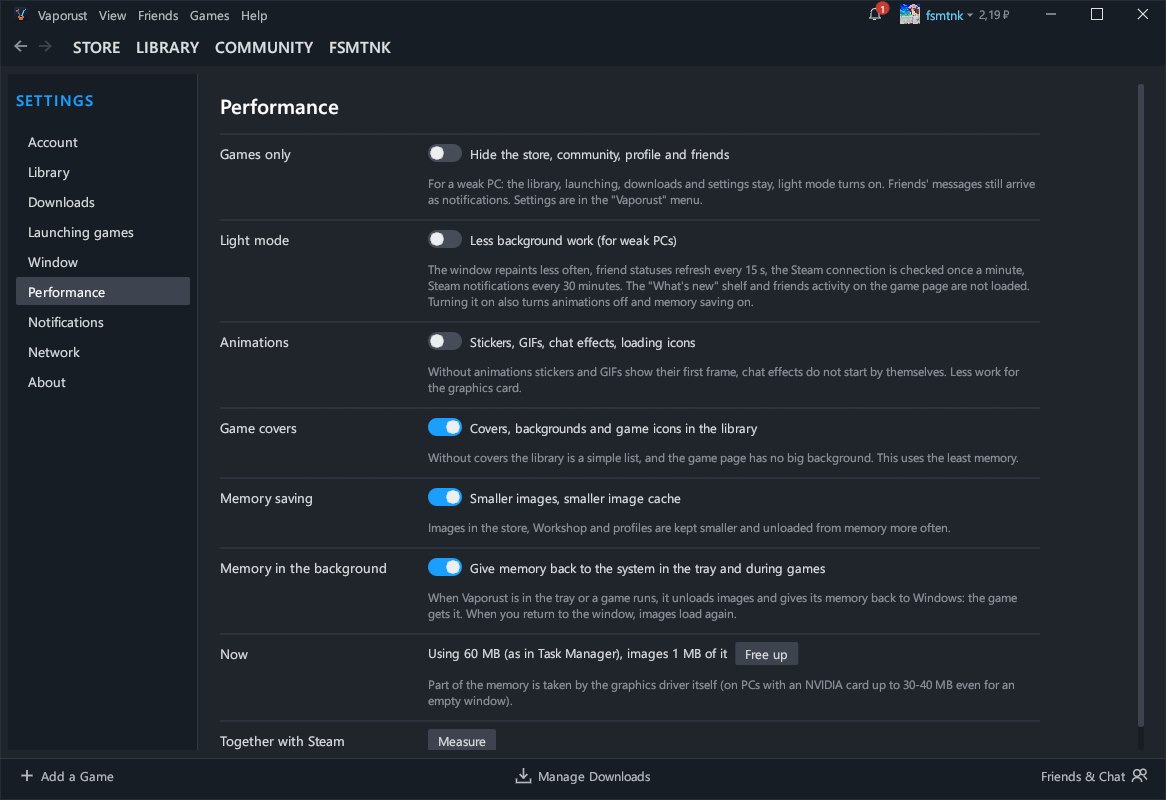 Vaporust View Friends Games Help
1
fsmtnk 2,19 ₽
STORE LIBRARY COMMUNITY FSMTNK
SETTINGS
Account
Library
Downloads
Launching games
Window
Performance
Notifications
Network
About
Performance
Games only
Hide the store, community, profile and friends
For a weak PC: the library, launching, downloads and settings stay, light mode turns on. Friends' messages still arrive
as notifications. Settings are in the "Vaporust" menu.
Light mode
Less background work (for weak PCs)
The window repaints less often, friend statuses refresh every 15 s, the Steam connection is checked once a minute,
Steam notifications every 30 minutes. The "What's new" shelf and friends activity on the game page are not loaded.
Turning it on also turns animations off and memory saving on.
Animations
Stickers, GIFs, chat effects, loading icons
Without animations stickers and GIFs show their first frame, chat effects do not start by themselves. Less work for
the graphics card.
Game covers
Covers, backgrounds and game icons in the library
Without covers the library is a simple list, and the game page has no big background. This uses the least memory.
Memory saving
Smaller images, smaller image cache
Images in the store, Workshop and profiles are kept smaller and unloaded from memory more often.
Memory in the background
Give memory back to the system in the tray and during games
When Vaporust is in the tray or a game runs, it unloads images and gives its memory back to Windows: the game
gets it. When you return to the window, images load again.
Now
Using 60 MB (as in Task Manager), images 1 MB of it Free up
Part of the memory is taken by the graphics driver itself (on PCs with an NVIDIA card up to 30-40 MB even for an
empty window).
Together with Steam
Measure
Add a Game
Manage Downloads
Friends & Chat